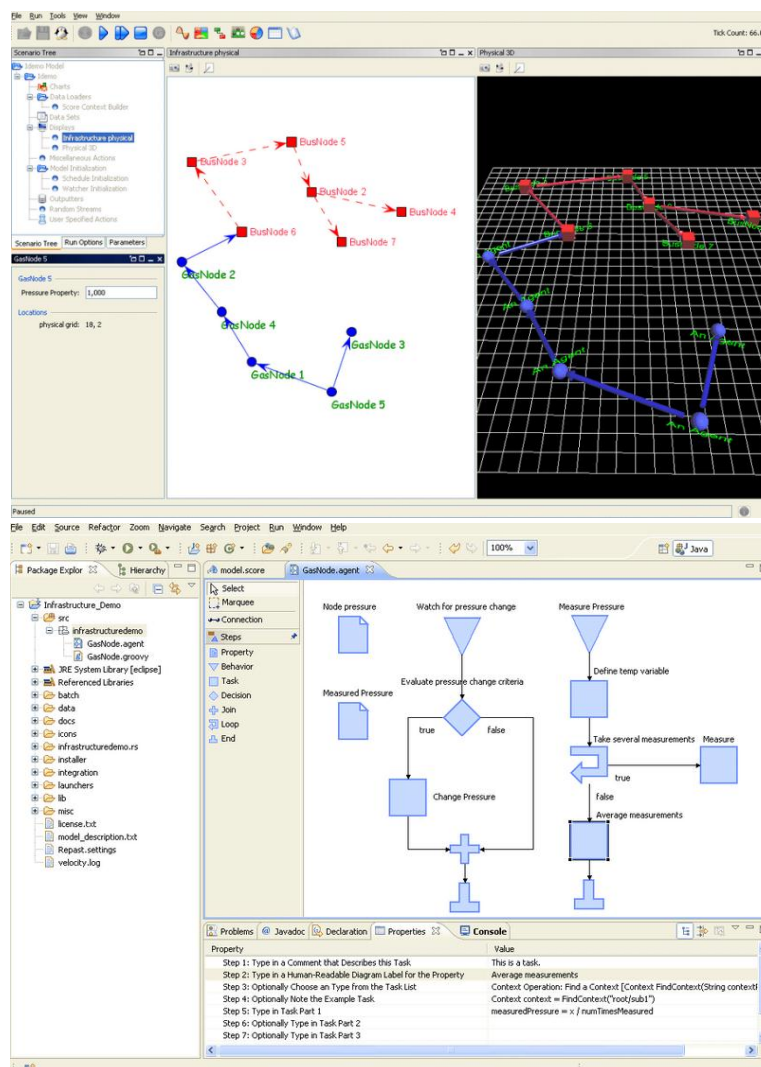 File Run Tools View Window
Tick Count: 66.0
Scenario Tree
Infrastructure physical
Physical 3D
Idemo Model
Idemo
Charts
Data Loaders
Score Context Builder
Data Sets
Displays
Infrastructure physical
Physical 3D
Miscellaneous Actions
Model Initialization
Schedule Initialization
Watcher Initialization
Outputters
Random Streams
User Specified Actions
Scenario Tree Run Options Parameters
GasNode 5
GasNode 5
Pressure Property: 1,000
Locations
physical grid: 18, 2
BusNode 5
BusNode 3
BusNode 2
BusNode 4
BusNode 6
BusNode 7
GasNode 2
GasNode 4
GasNode 3
GasNode 1
GasNode 5
An Agent
An Agent
An Agent
An Agent
Paused
File Edit Source Refactor Zoom Navigate Search Project Run Window Help
100%
Java
Package Explor Hierarchy
model.score GasNode.agent
Infrastructure_Demo
src
infrastructuredemo
GasNode.agent
GasNode.groovy
JRE System Library [eclipse]
Referenced Libraries
batch
data
docs
icons
infrastructuredemo.rs
installer
integration
launchers
lib
misc
license.txt
model_description.txt
Repast.settings
velocity.log
Select
Marquee
Connection
Steps
Property
Behavior
Task
Decision
Join
Loop
End
Node pressure
Watch for pressure change
Measure Pressure
Define temp variable
Measured Pressure
Evaluate pressure change criteria
true
false
Take several measurements
Measure
true
false
Change Pressure
Average measurements
Problems @ Javadoc Declaration Properties Console
Property Value
Step 1: Type in a Comment that Describes this Task This is a task.
Step 2: Type in a Human-Readable Diagram Label for the Property Average measurements
Step 3: Optionally Choose an Type from the Task List Context Operation: Find a Context [Context FindContext(String
Step 4: Optionally Note the Example Task Context context = FindContext("root/sub1")
Step 5: Type in Task Part 1 measuredPressure = x / numTimesMeasured
Step 6: Optionally Type in Task Part 2
Step 7: Optionally Type in Task Part 3